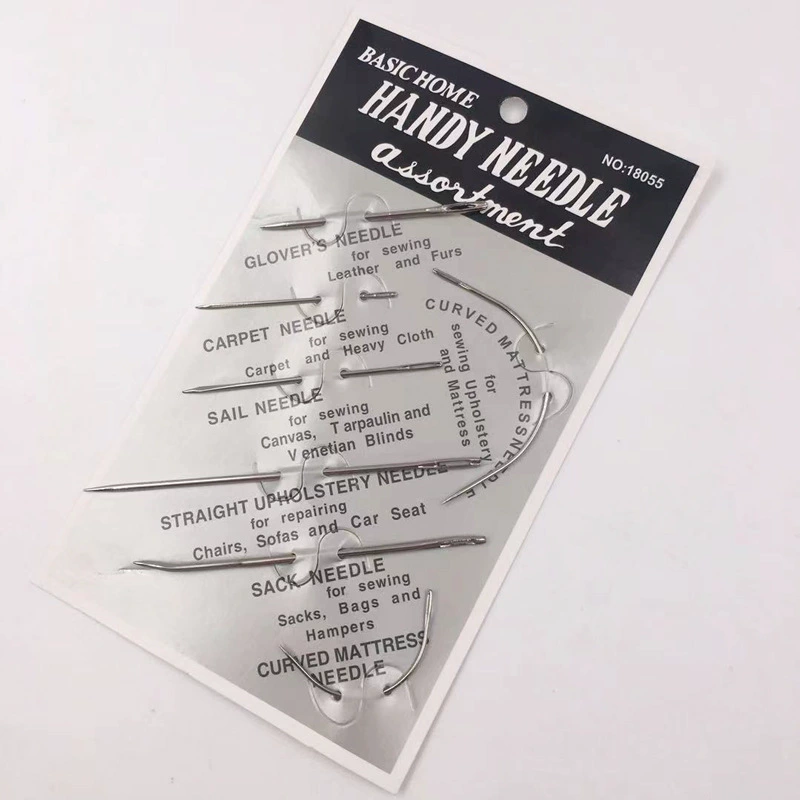 BASIC HOME
HANDY NEEDLE
assortment
NO:18055
GLOVER'S NEEDLE
for sewing
Leather and Furs
CARPET NEEDLE
for sewing
Carpet and Heavy Cloth
SAIL NEEDLE
for sewing
Canvas, Tarpaulin and
Venetian Blinds
CURVED MATTRESS NEEDLE
for
sewing Upholstery
and Mattress
STRAIGHT UPHOLSTERY NEEDLE
for repairing
Chairs, Sofas and Car Seat
SACK NEEDLE
for sewing
Sacks, Bags and
Hampers
CURVED MATTRESS
NEEDLE